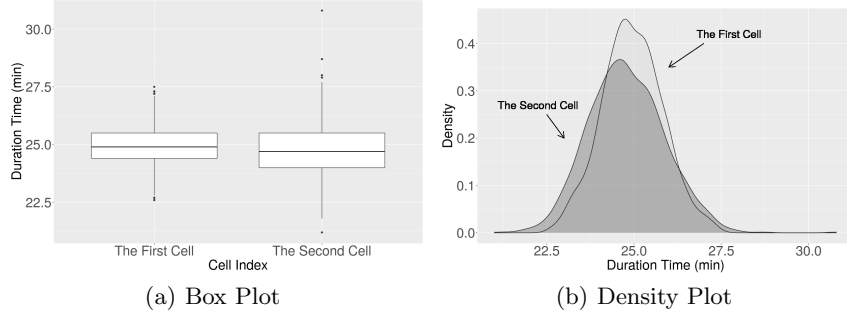 30.0
27.5
25.0
22.5
Duration Time (min)
The First Cell
The Second Cell
Cell Index
(a) Box Plot
0.4
0.3
0.2
0.1
0.0
Density
The First Cell
The Second Cell
22.5
25.0
27.5
30.0
Duration Time (min)
(b) Density Plot